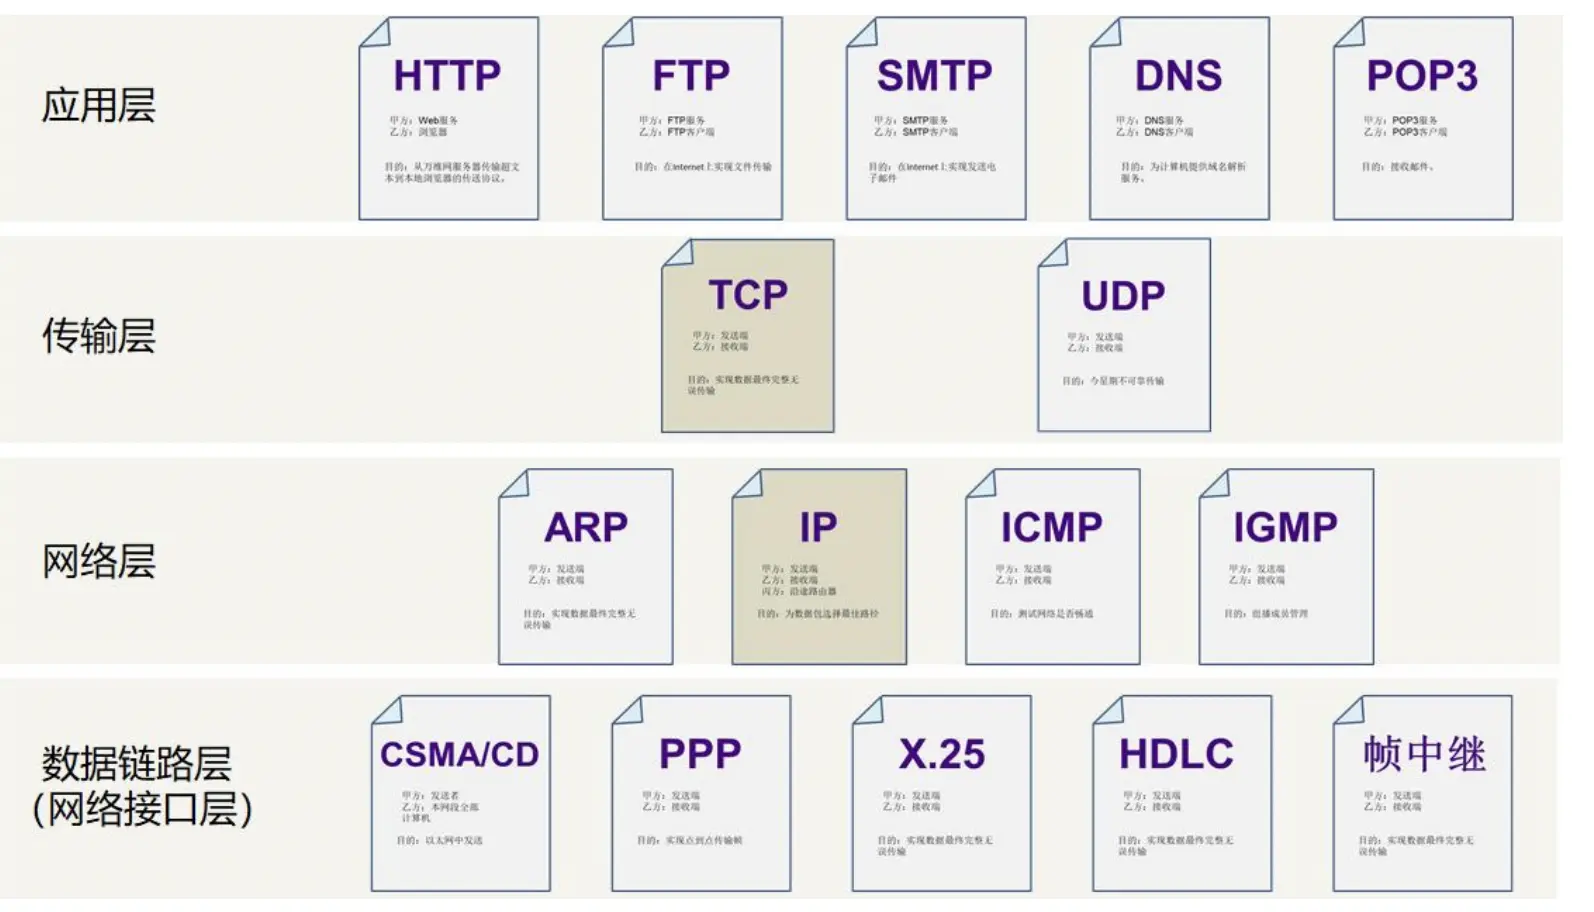 应用层
HTTP
甲方：Web服务
乙方：浏览器
目的：从万维网服务器传输超文
本到本地浏览器的传送协议。
FTP
甲方：FTP服务
乙方：FTP客户端
目的：在Internet上实现文件传输
SMTP
甲方：SMTP服务
乙方：SMTP客户端
目的：在Internet上实现发送电
子邮件
DNS
甲方：DNS服务
乙方：DNS客户端
目的：为计算机提供域名解析
服务。
POP3
甲方：POP3服务
乙方：POP3客户端
目的：接收邮件。
传输层
TCP
甲方：发送端
乙方：接收端
目的：实现数据最终完整无
误传输
UDP
甲方：发送端
乙方：接收端
目的：今星期不可靠传输
网络层
ARP
甲方：发送端
乙方：接收端
目的：实现数据最终完整无
误传输
IP
甲方：发送端
乙方：接收端
丙方：沿途路由器
目的：为数据包选择最佳路径
ICMP
甲方：发送端
乙方：接收端
目的：测试网络是否畅通
IGMP
甲方：发送端
乙方：接收端
目的：组播成员管理
数据链路层
(网络接口层)
CSMA/CD
甲方：发送者
乙方：本网段全部
计算机
目的：以太网中发送
PPP
甲方：发送端
乙方：接收端
目的：实现点到点传输帧
X.25
甲方：发送端
乙方：接收端
目的：实现数据最终完整无
误传输
HDLC
甲方：发送端
乙方：接收端
目的：实现数据最终完整无
误传输
帧中继
甲方：发送端
乙方：接收端
目的：实现数据最终完整无
误传输